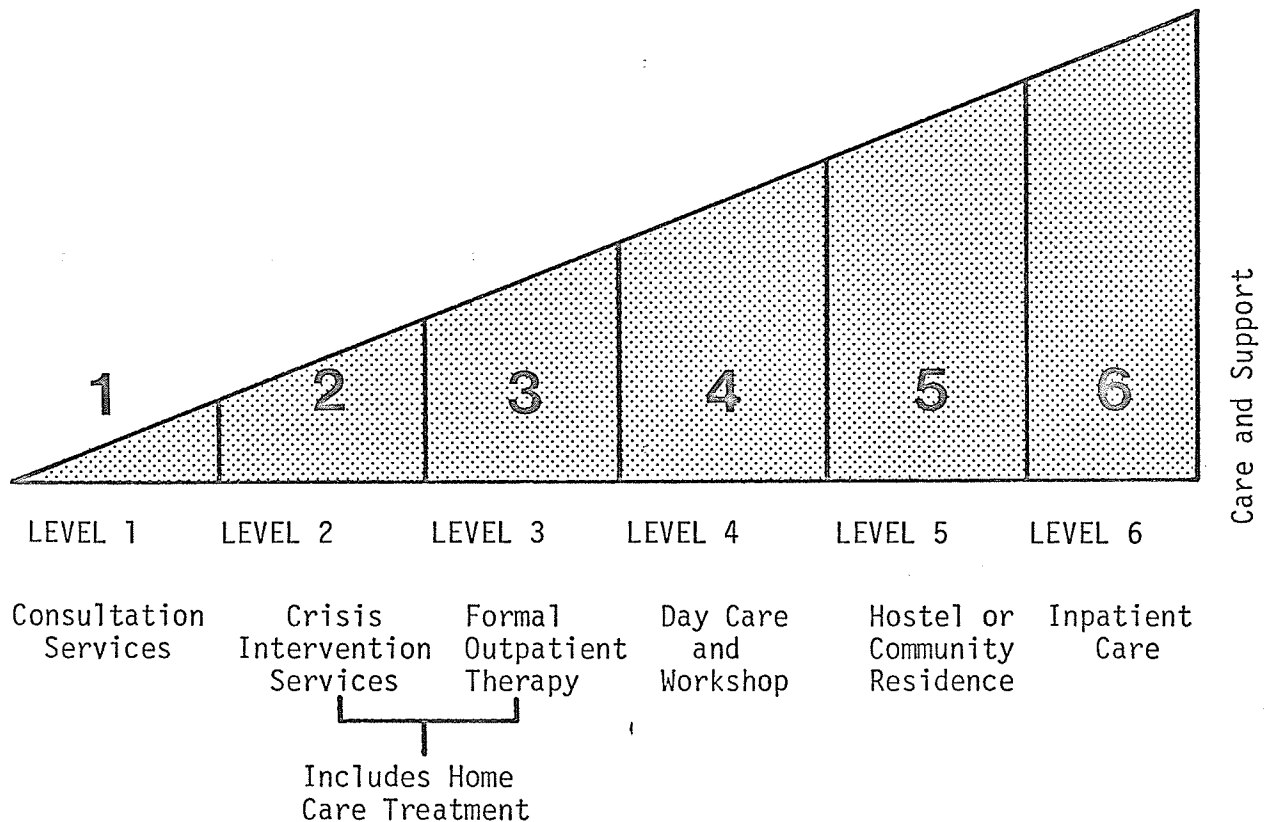 1 2 3 4 5 6
Care and Support
LEVEL 1 LEVEL 2 LEVEL 3 LEVEL 4 LEVEL 5 LEVEL 6
Consultation
Services
Crisis
Intervention
Services
Formal
Outpatient
Therapy
Day Care
and
Workshop
Hostel or
Community
Residence
Inpatient
Care
Includes Home
Care Treatment